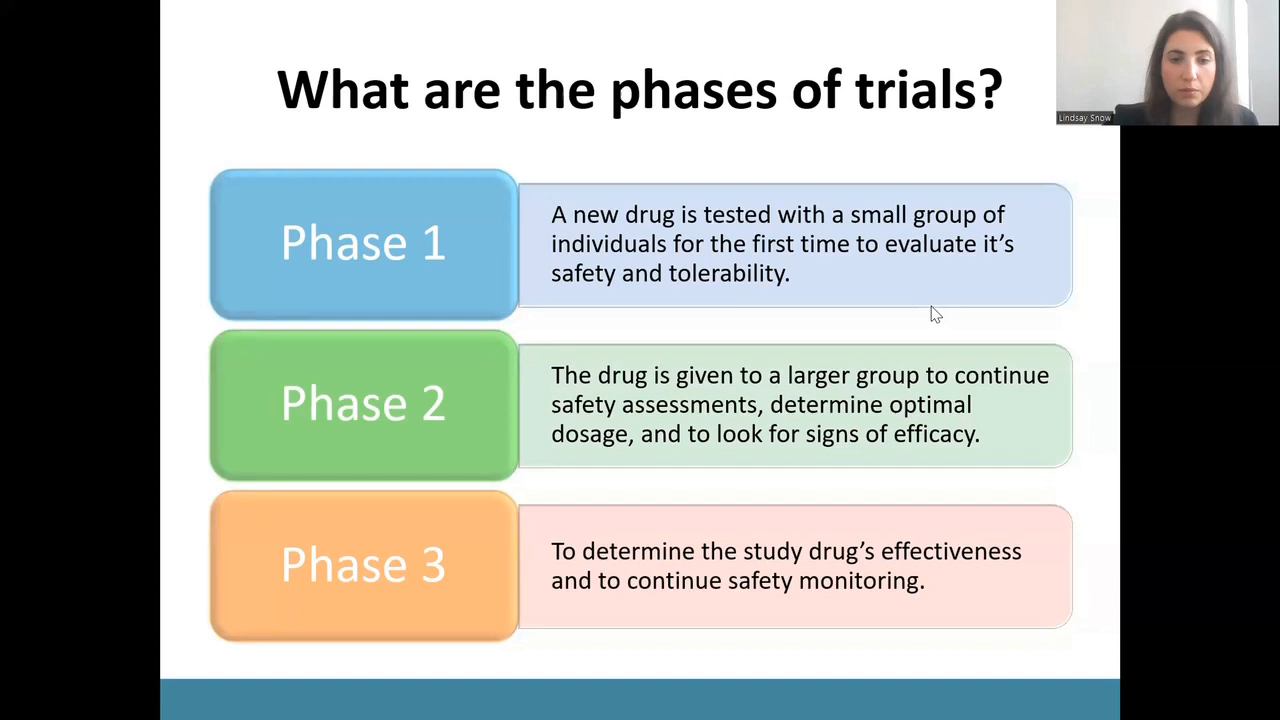 What are the phases of trials?
Lindsay Snow
Phase 1
A new drug is tested with a small group of
individuals for the first time to evaluate it’s
safety and tolerability.
Phase 2
The drug is given to a larger group to continue
safety assessments, determine optimal
dosage, and to look for signs of efficacy.
Phase 3
To determine the study drug’s effectiveness
and to continue safety monitoring.